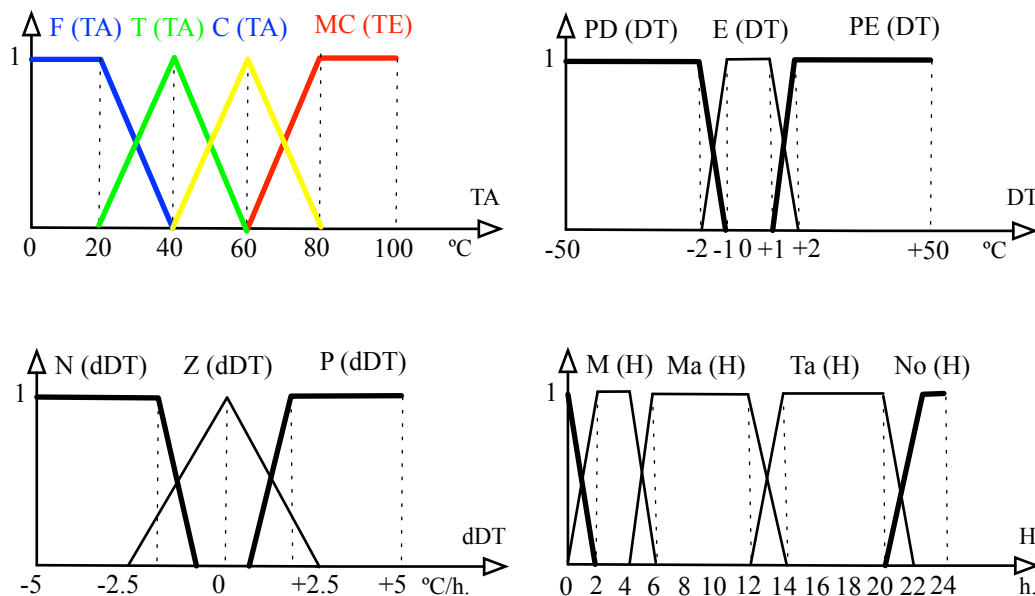 F (TA) T (TA) C (TA) MC (TE)
1
TA
0 20 40 60 80 100 ºC
PD (DT) E (DT) PE (DT)
1
DT
-50 -2 -1 0 +1 +2 +50 ºC
N (dDT) Z (dDT) P (dDT)
1
dDT
-5 -2.5 0 +2.5 +5 ºC/h.
M (H) Ma (H) Ta (H) No (H)
1
H
0 2 4 6 8 10 12 14 16 18 20 22 24 h.